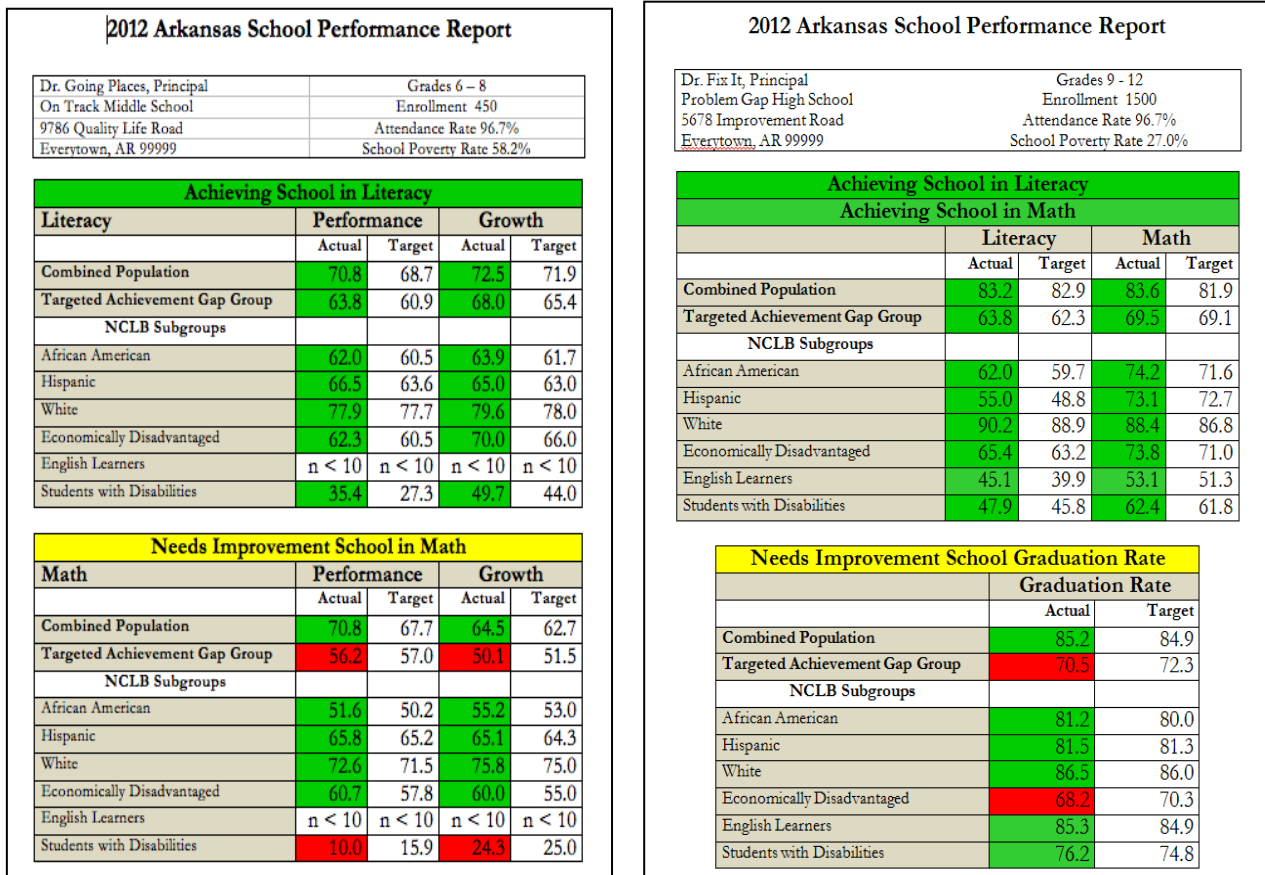 2012 Arkansas School Performance Report
Dr. Going Places, Principal Grades 6 – 8
On Track Middle School Enrollment 450
9786 Quality Life Road Attendance Rate 96.7%
Everytown, AR 99999 School Poverty Rate 58.2%
Achieving School in Literacy
Literacy Performance Growth
Actual Target Actual Target
Combined Population 70.8 68.7 72.5 71.9
Targeted Achievement Gap Group 63.8 60.9 68.0 65.4
NCLB Subgroups
African American 62.0 60.5 63.9 61.7
Hispanic 66.5 63.6 65.0 63.0
White 77.9 77.7 79.6 78.0
Economically Disadvantaged 62.3 60.5 70.0 66.0
English Learners n < 10 n < 10 n < 10 n < 10
Students with Disabilities 35.4 27.3 49.7 44.0
Needs Improvement School in Math
Math Performance Growth
Actual Target Actual Target
Combined Population 70.8 67.7 64.5 62.7
Targeted Achievement Gap Group 56.2 57.0 50.1 51.5
NCLB Subgroups
African American 51.6 50.2 55.2 53.0
Hispanic 65.8 65.2 65.1 64.3
White 72.6 71.5 75.8 75.0
Economically Disadvantaged 60.7 57.8 60.0 55.0
English Learners n < 10 n < 10 n < 10 n < 10
Students with Disabilities 10.0 15.9 24.3 25.0
2012 Arkansas School Performance Report
Dr. Fix It, Principal Grades 9 - 12
Problem Gap High School Enrollment 1500
5678 Improvement Road Attendance Rate 96.7%
Everytown, AR 99999 School Poverty Rate 27.0%
Achieving School in Literacy
Achieving School in Math
Literacy Math
Actual Target Actual Target
Combined Population 83.2 82.9 83.6 81.9
Targeted Achievement Gap Group 63.8 62.3 69.5 69.1
NCLB Subgroups
African American 62.0 59.7 74.2 71.6
Hispanic 55.0 48.8 73.1 72.7
White 90.2 88.9 88.4 86.8
Economically Disadvantaged 65.4 63.2 73.8 71.0
English Learners 45.1 39.9 53.1 51.3
Students with Disabilities 47.9 45.8 62.4 61.8
Needs Improvement School Graduation Rate
Graduation Rate
Actual Target
Combined Population 85.2 84.9
Targeted Achievement Gap Group 70.5 72.3
NCLB Subgroups
African American 81.2 80.0
Hispanic 81.5 81.3
White 86.5 86.0
Economically Disadvantaged 68.2 70.3
English Learners 85.3 84.9
Students with Disabilities 76.2 74.8